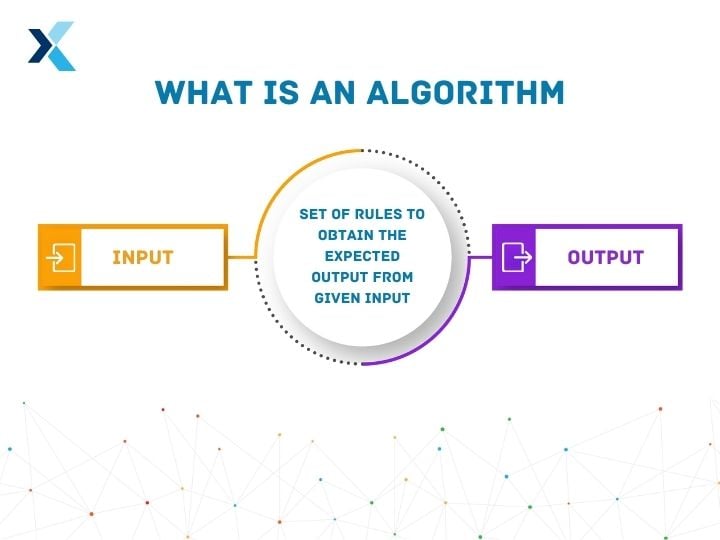 WHAT IS AN ALGORITHM
SET OF RULES TO
OBTAIN THE
EXPECTED
OUTPUT FROM
GIVEN INPUT
INPUT
OUTPUT